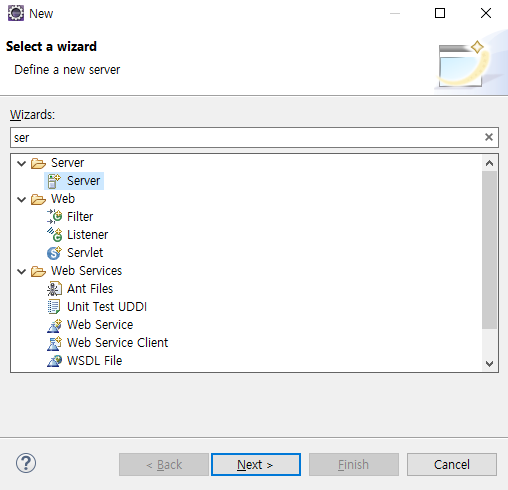 New
Select a wizard
Define a new server
Wizards:
ser
Server
Server
Web
Filter
Listener
Servlet
Web Services
Ant Files
Unit Test UDDI
Web Service
Web Service Client
WSDL File
< Back
Next >
Finish
Cancel